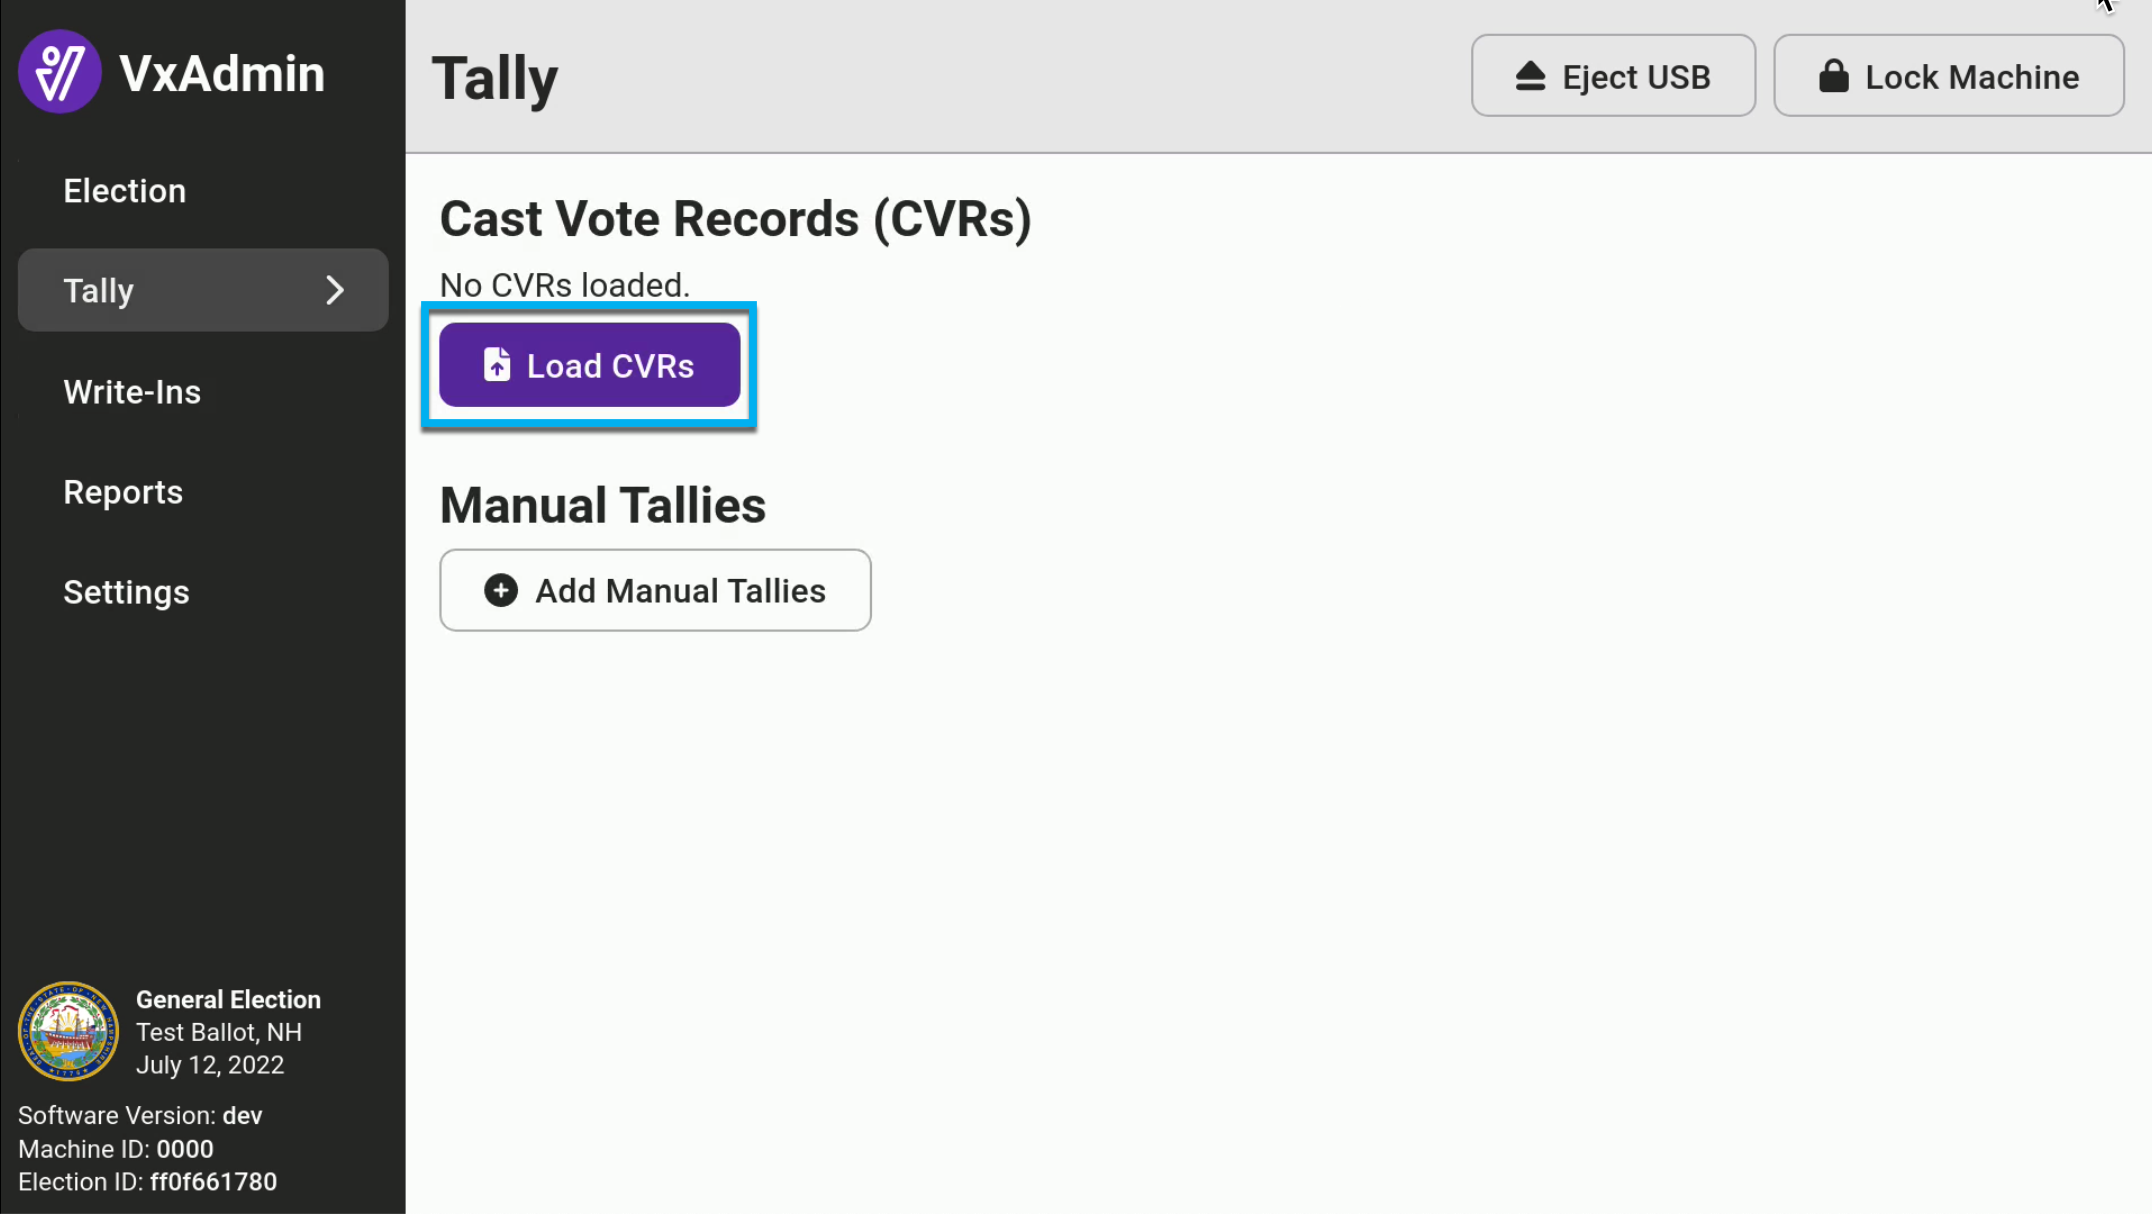 VxAdmin
Election
Tally
Write-Ins
Reports
Settings
General Election
Test Ballot, NH
July 12, 2022
Software Version: dev
Machine ID: 0000
Election ID: ff0f661780
Tally
Eject USB
Lock Machine
Cast Vote Records (CVRs)
No CVRs loaded.
Load CVRs
Manual Tallies
Add Manual Tallies